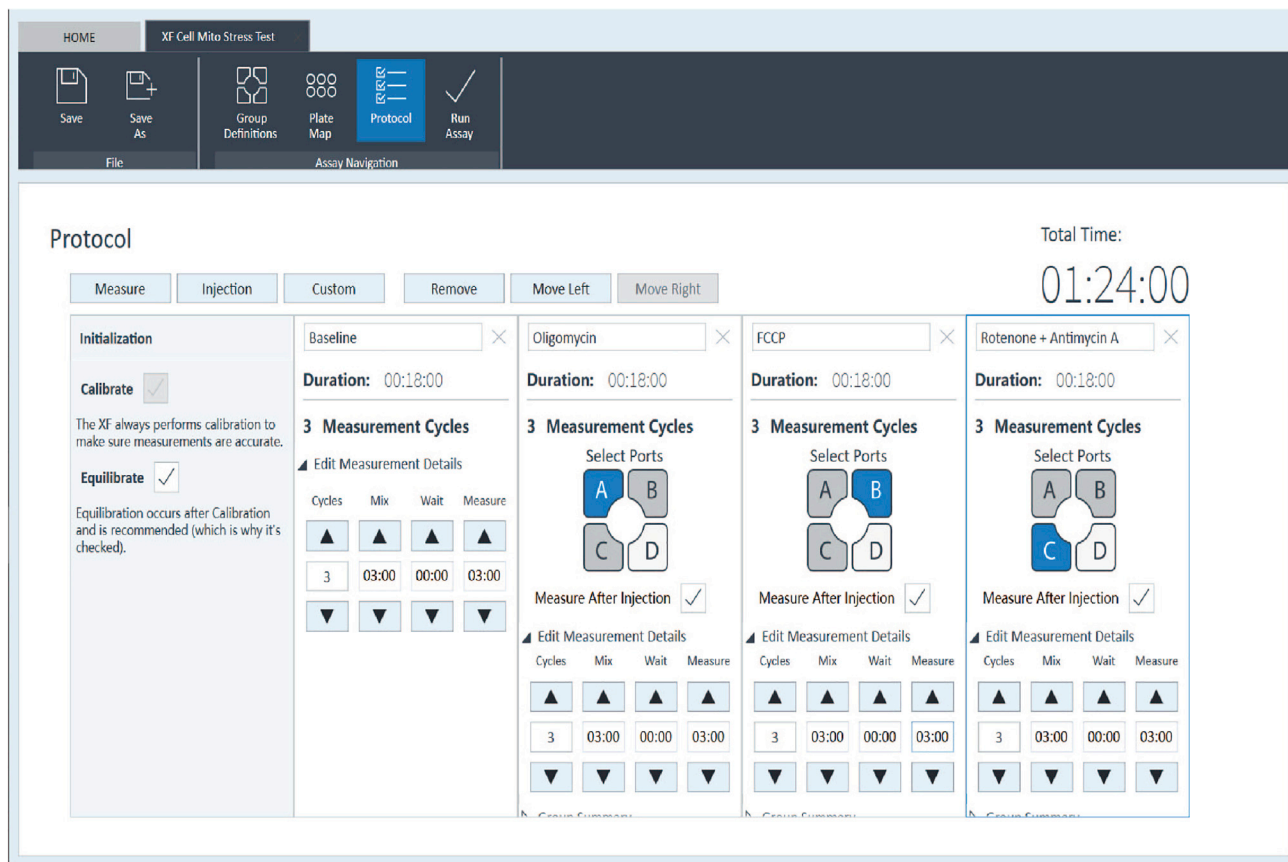 HOME
XF Cell Mito Stress Test
Save
Save As
Group Definitions
Plate Map
Protocol
Run Assay
File
Assay Navigation
Protocol
Total Time:
01:24:00
Measure
Injection
Custom
Remove
Move Left
Move Right
Initialization
Calibrate
The XF always performs calibration to
make sure measurements are accurate.
Equilibrate
Equilibration occurs after Calibration
and is recommended (which is why it's
checked).
Baseline
Duration: 00:18:00
3 Measurement Cycles
Edit Measurement Details
Cycles Mix Wait Measure
3 03:00 00:00 03:00
Oligomycin
Duration: 00:18:00
3 Measurement Cycles
Select Ports
A B
C D
Measure After Injection
Edit Measurement Details
Cycles Mix Wait Measure
3 03:00 00:00 03:00
Group Summary
FCCP
Duration: 00:18:00
3 Measurement Cycles
Select Ports
A B
C D
Measure After Injection
Edit Measurement Details
Cycles Mix Wait Measure
3 03:00 00:00 03:00
Group Summary
Rotenone + Antimycin A
Duration: 00:18:00
3 Measurement Cycles
Select Ports
A B
C D
Measure After Injection
Edit Measurement Details
Cycles Mix Wait Measure
3 03:00 00:00 03:00
Group Summary